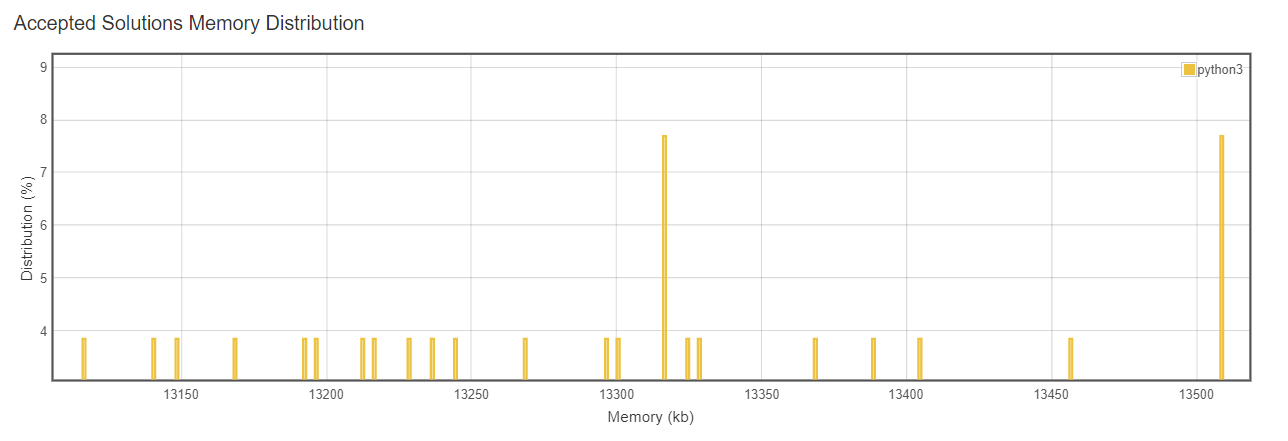 Accepted Solutions Memory Distribution
python3
9
8
7
6
5
4
Distribution (%)
13150 13200 13250 13300 13350 13400 13450 13500
Memory (kb)